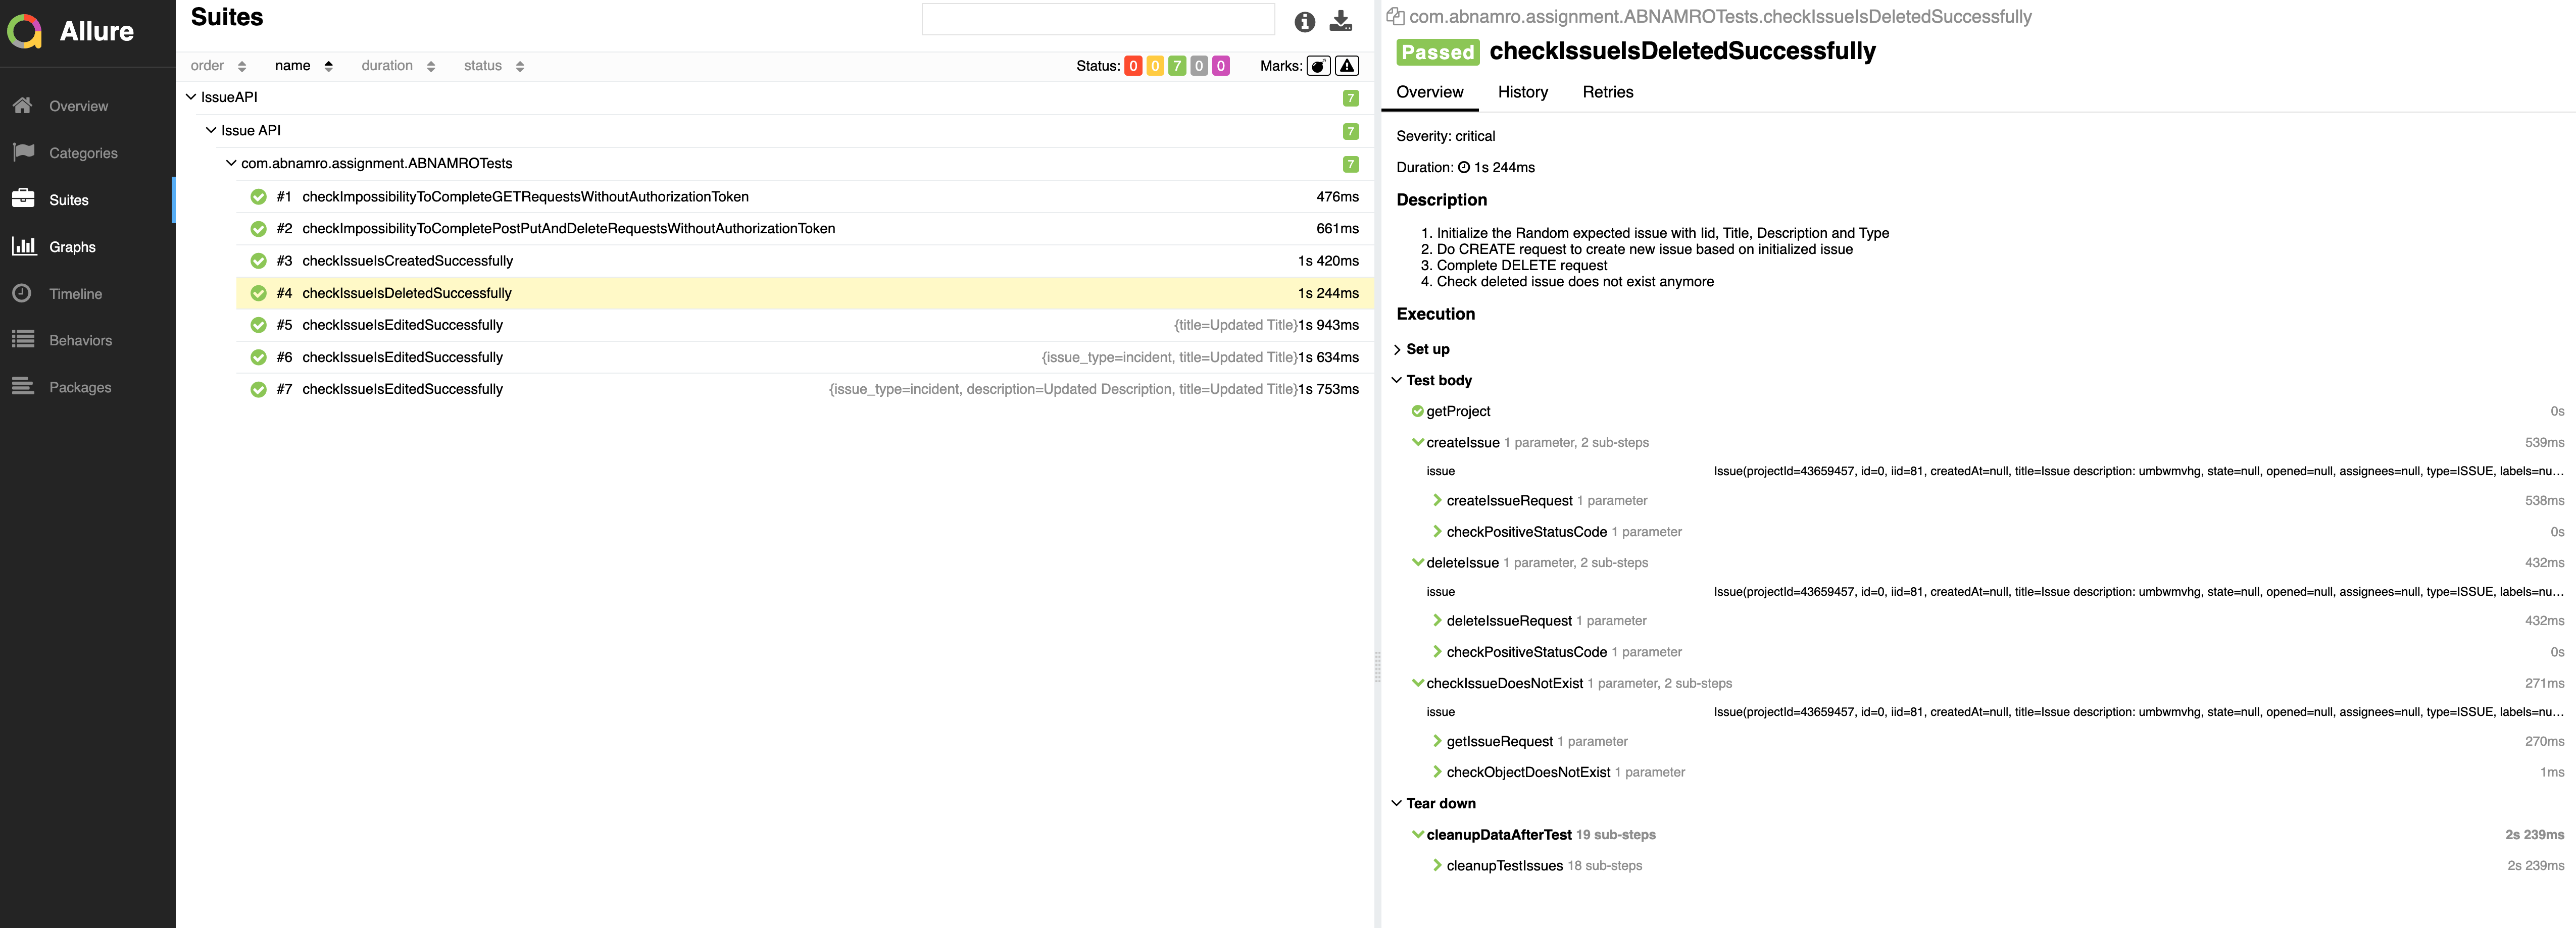 Allure
Overview
Categories
Suites
Graphs
Timeline
Behaviors
Packages
Suites
order name duration status Status: 0 0 7 0 0 Marks:
IssueAPI 7
Issue API 7
com.abnamro.assignment.ABNAMROTests 7
#1 checkImpossibilityToCompleteGETRequestsWithoutAuthorizationToken 476ms
#2 checkImpossibilityToCompletePostPutAndDeleteRequestsWithoutAuthorizationToken 661ms
#3 checkIssueIsCreatedSuccessfully 1s 420ms
#4 checkIssueIsDeletedSuccessfully 1s 244ms
#5 checkIssueIsEditedSuccessfully {title=Updated Title}1s 943ms
#6 checkIssueIsEditedSuccessfully {issue_type=incident, title=Updated Title}1s 634ms
#7 checkIssueIsEditedSuccessfully {issue_type=incident, description=Updated Description, title=Updated Title}1s 753ms
com.abnamro.assignment.ABNAMROTests.checkIssueIsDeletedSuccessfully
Passed checkIssueIsDeletedSuccessfully
Overview History Retries
Severity: critical
Duration: 1s 244ms
Description
1. Initialize the Random expected issue with Iid, Title, Description and Type
2. Do CREATE request to create new issue based on initialized issue
3. Complete DELETE request
4. Check deleted issue does not exist anymore
Execution
Set up
Test body
getProject 0s
createIssue 1 parameter, 2 sub-steps 539ms
issue Issue(projectId=43659457, id=0, iid=81, createdAt=null, title=Issue description: umbwmvhg, state=null, opened=null, assignees=null, type=ISSUE, labels=nu...
createIssueRequest 1 parameter 538ms
checkPositiveStatusCode 1 parameter 0s
deleteIssue 1 parameter, 2 sub-steps 432ms
issue Issue(projectId=43659457, id=0, iid=81, createdAt=null, title=Issue description: umbwmvhg, state=null, opened=null, assignees=null, type=ISSUE, labels=nu...
deleteIssueRequest 1 parameter 432ms
checkPositiveStatusCode 1 parameter 0s
checkIssueDoesNotExist 1 parameter, 2 sub-steps 271ms
issue Issue(projectId=43659457, id=0, iid=81, createdAt=null, title=Issue description: umbwmvhg, state=null, opened=null, assignees=null, type=ISSUE, labels=nu...
getIssueRequest 1 parameter 270ms
checkObjectDoesNotExist 1 parameter 1ms
Tear down
cleanupDataAfterTest 19 sub-steps 2s 239ms
cleanupTestIssues 18 sub-steps 2s 239ms